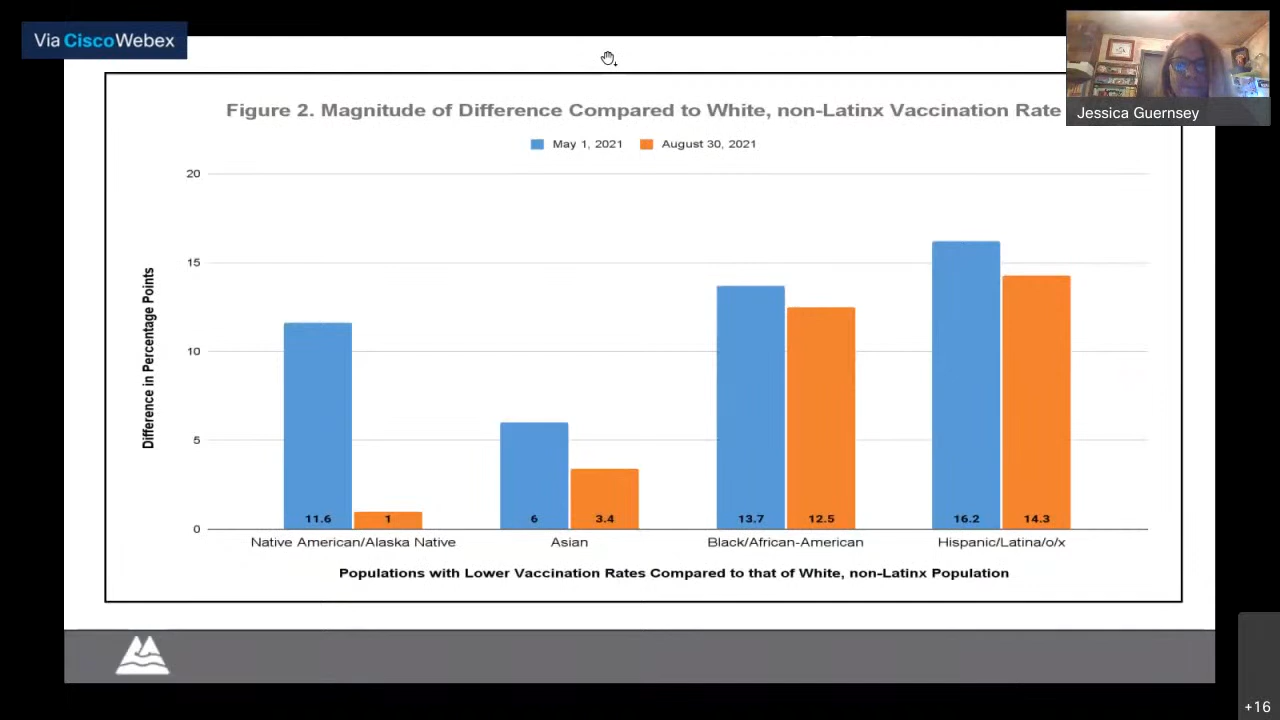 Via CiscoWebex
Jessica Guernsey
Figure 2. Magnitude of Difference Compared to White, non-Latinx Vaccination Rate
May 1, 2021 August 30, 2021
20
15
10
5
0
Difference in Percentage Points
11.6 1 6 3.4 13.7 12.5 16.2 14.3
Native American/Alaska Native Asian Black/African-American Hispanic/Latina/o/x
Populations with Lower Vaccination Rates Compared to that of White, non-Latinx Population
+16